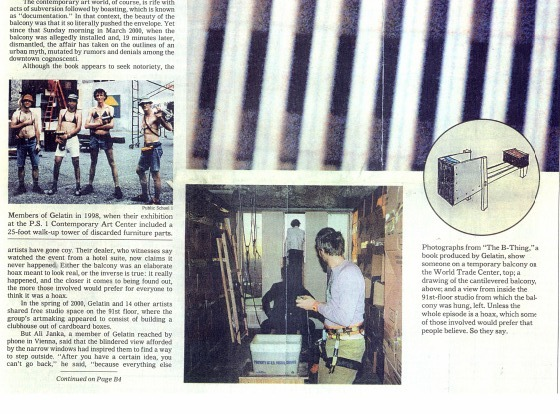 The contemporary art world, of course, is rife with
acts of subversion followed by boasting, which is known
as "documentation." In that context, the beauty of the
balcony was that it so literally pushed the envelope. Yet
since that Sunday morning in March 2000, when the
balcony was allegedly installed and, 19 minutes later,
dismantled, the affair has taken on the outlines of an
urban myth, mutated by rumors and denials among the
downtown cognoscenti.
Although the book appears to seek notoriety, the
Public School 1
Members of Gelatin in 1998, when their exhibition
at the P.S. 1 Contemporary Art Center included a
25-foot walk-up tower of discarded furniture parts.
artists have gone coy. Their dealer, who witnesses say
watched the event from a hotel suite, now claims it
never happened. Either the balcony was an elaborate
hoax meant to look real, or the inverse is true: it really
happened, and the closer it comes to being found out,
the more those involved would prefer for everyone to
think it was a hoax.
In the spring of 2000, Gelatin and 14 other artists
shared free studio space on the 91st floor, where the
group's artmaking appeared to consist of building a
clubhouse out of cardboard boxes.
But Ali Janka, a member of Gelatin reached by
phone in Vienna, said that the blindered view afforded
by the narrow windows had inspired them to find a way
to step outside. "After you have a certain idea, you
can't go back," he said, "because everything else
Continued on Page B4
Photographs from "The B-Thing," a
book produced by Gelatin, show
someone on a temporary balcony on
the World Trade Center, top; a
drawing of the cantilevered balcony,
above; and a view from inside the
91st-floor studio from which the bal-
cony was hung, left. Unless the
whole episode is a hoax, which some
of those involved would prefer that
people believe. So they say.